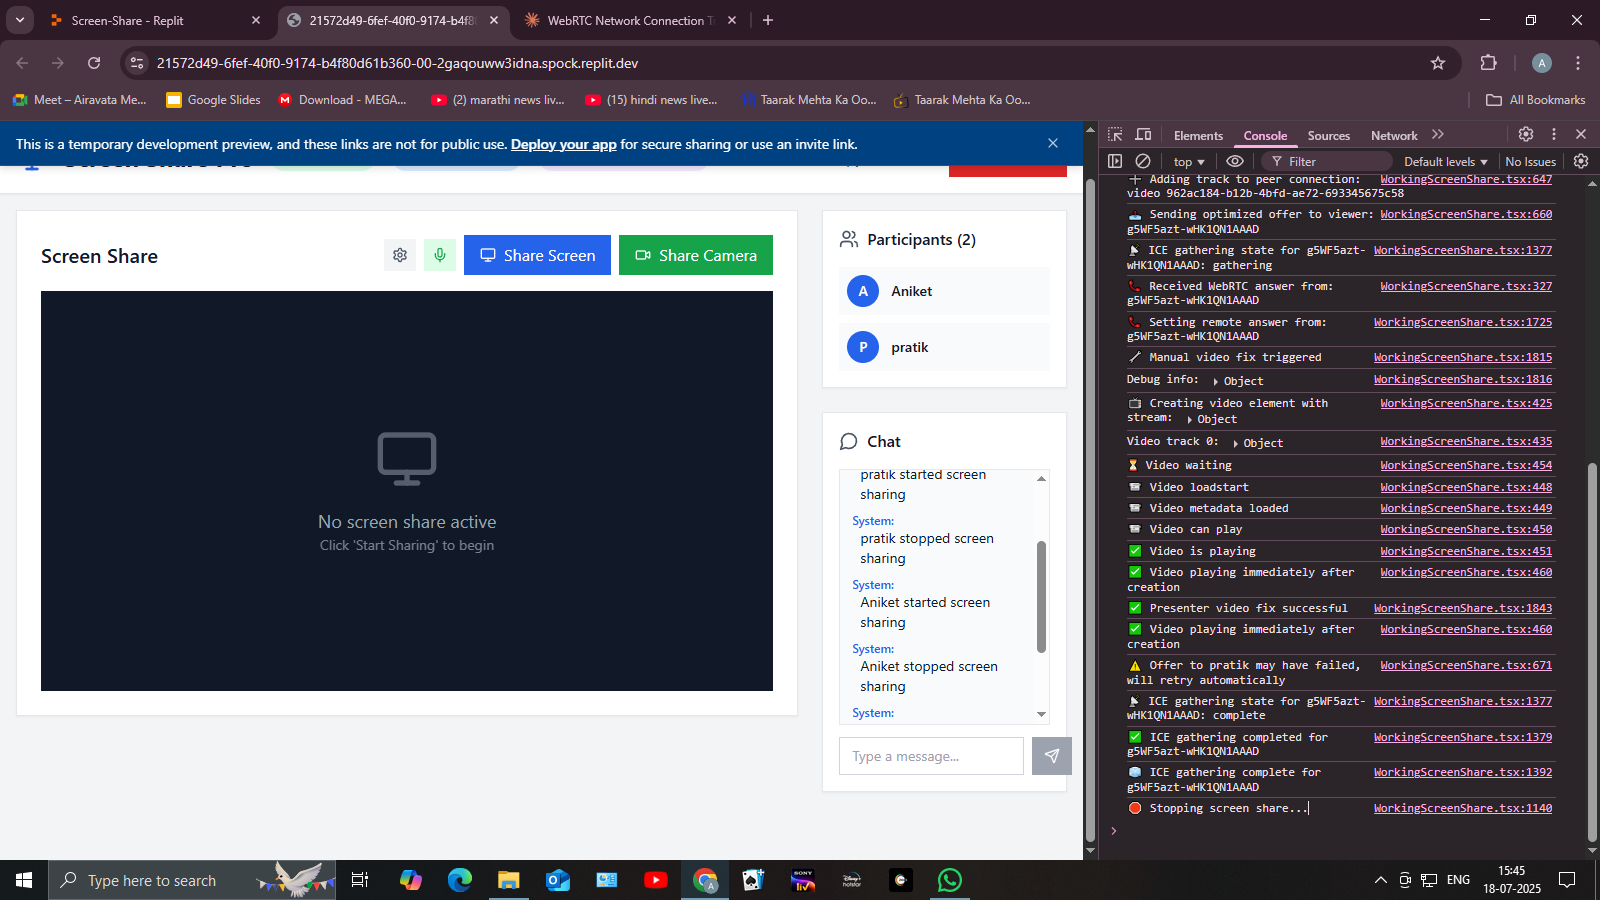 Screen-Share - Replit
21572d49-6fef-40f0-9174-b4f80
WebRTC Network Connection T
21572d49-6fef-40f0-9174-b4f80d61b360-00-2gaqouww3idna.spock.replit.dev
A
Meet – Airavata Me...
Google Slides
Download - MEGA...
(2) marathi news liv...
(15) hindi news live...
Taarak Mehta Ka Oo...
Taarak Mehta Ka Oo...
All Bookmarks
This is a temporary development preview, and these links are not for public use. Deploy your app for secure sharing or use an invite link.
Screen Share
Share Screen
Share Camera
No screen share active
Click 'Start Sharing' to begin
Participants (2)
A Aniket
P pratik
Chat
pratik started screen
sharing
System:
pratik stopped screen
sharing
System:
Aniket started screen
sharing
System:
Aniket stopped screen
sharing
System:
Type a message...
Elements
Console
Sources
Network
top
Filter
Default levels
No Issues
Adding track to peer connection: WorkingScreenShare.tsx:647
video 962ac184-b12b-4bfd-ae72-693345675c58
Sending optimized offer to viewer: WorkingScreenShare.tsx:660
g5WF5azt-wHK1QN1AAAD
ICE gathering state for g5WF5azt- WorkingScreenShare.tsx:1377
wHK1QN1AAAD: gathering
Received WebRTC answer from: WorkingScreenShare.tsx:327
g5WF5azt-wHK1QN1AAAD
Setting remote answer from: WorkingScreenShare.tsx:1725
g5WF5azt-wHK1QN1AAAD
Manual video fix triggered WorkingScreenShare.tsx:1815
Debug info: Object WorkingScreenShare.tsx:1816
Creating video element with WorkingScreenShare.tsx:425
stream: Object
Video track 0: Object WorkingScreenShare.tsx:435
Video waiting WorkingScreenShare.tsx:454
Video loadstart WorkingScreenShare.tsx:448
Video metadata loaded WorkingScreenShare.tsx:449
Video can play WorkingScreenShare.tsx:450
Video is playing WorkingScreenShare.tsx:451
Video playing immediately after WorkingScreenShare.tsx:460
creation
Presenter video fix successful WorkingScreenShare.tsx:1843
Video playing immediately after WorkingScreenShare.tsx:460
creation
Offer to pratik may have failed, WorkingScreenShare.tsx:671
will retry automatically
ICE gathering state for g5WF5azt- WorkingScreenShare.tsx:1377
wHK1QN1AAAD: complete
ICE gathering completed for WorkingScreenShare.tsx:1379
g5WF5azt-wHK1QN1AAAD
ICE gathering complete for WorkingScreenShare.tsx:1392
g5WF5azt-wHK1QN1AAAD
Stopping screen share... WorkingScreenShare.tsx:1140
Type here to search
ENG
15:45
18-07-2025